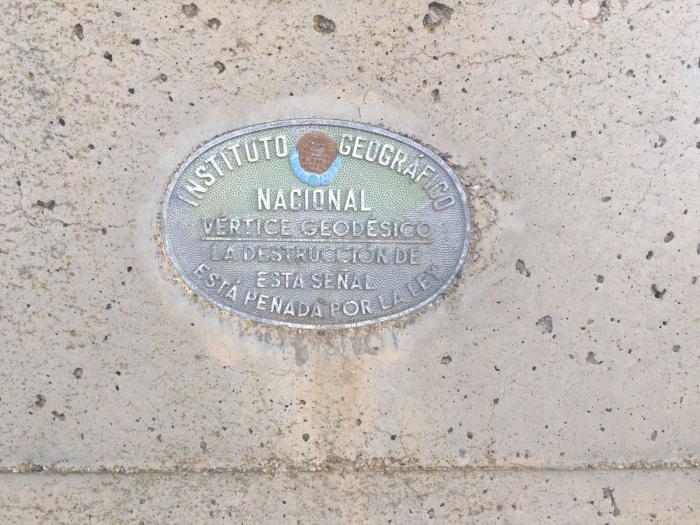 INSTITUTO GEOGRÁFICO
NACIONAL
VÉRTICE GEODÉSICO
LA DESTRUCCIÓN DE
ESTA SEÑAL
ESTÁ PENADA POR LA LEY